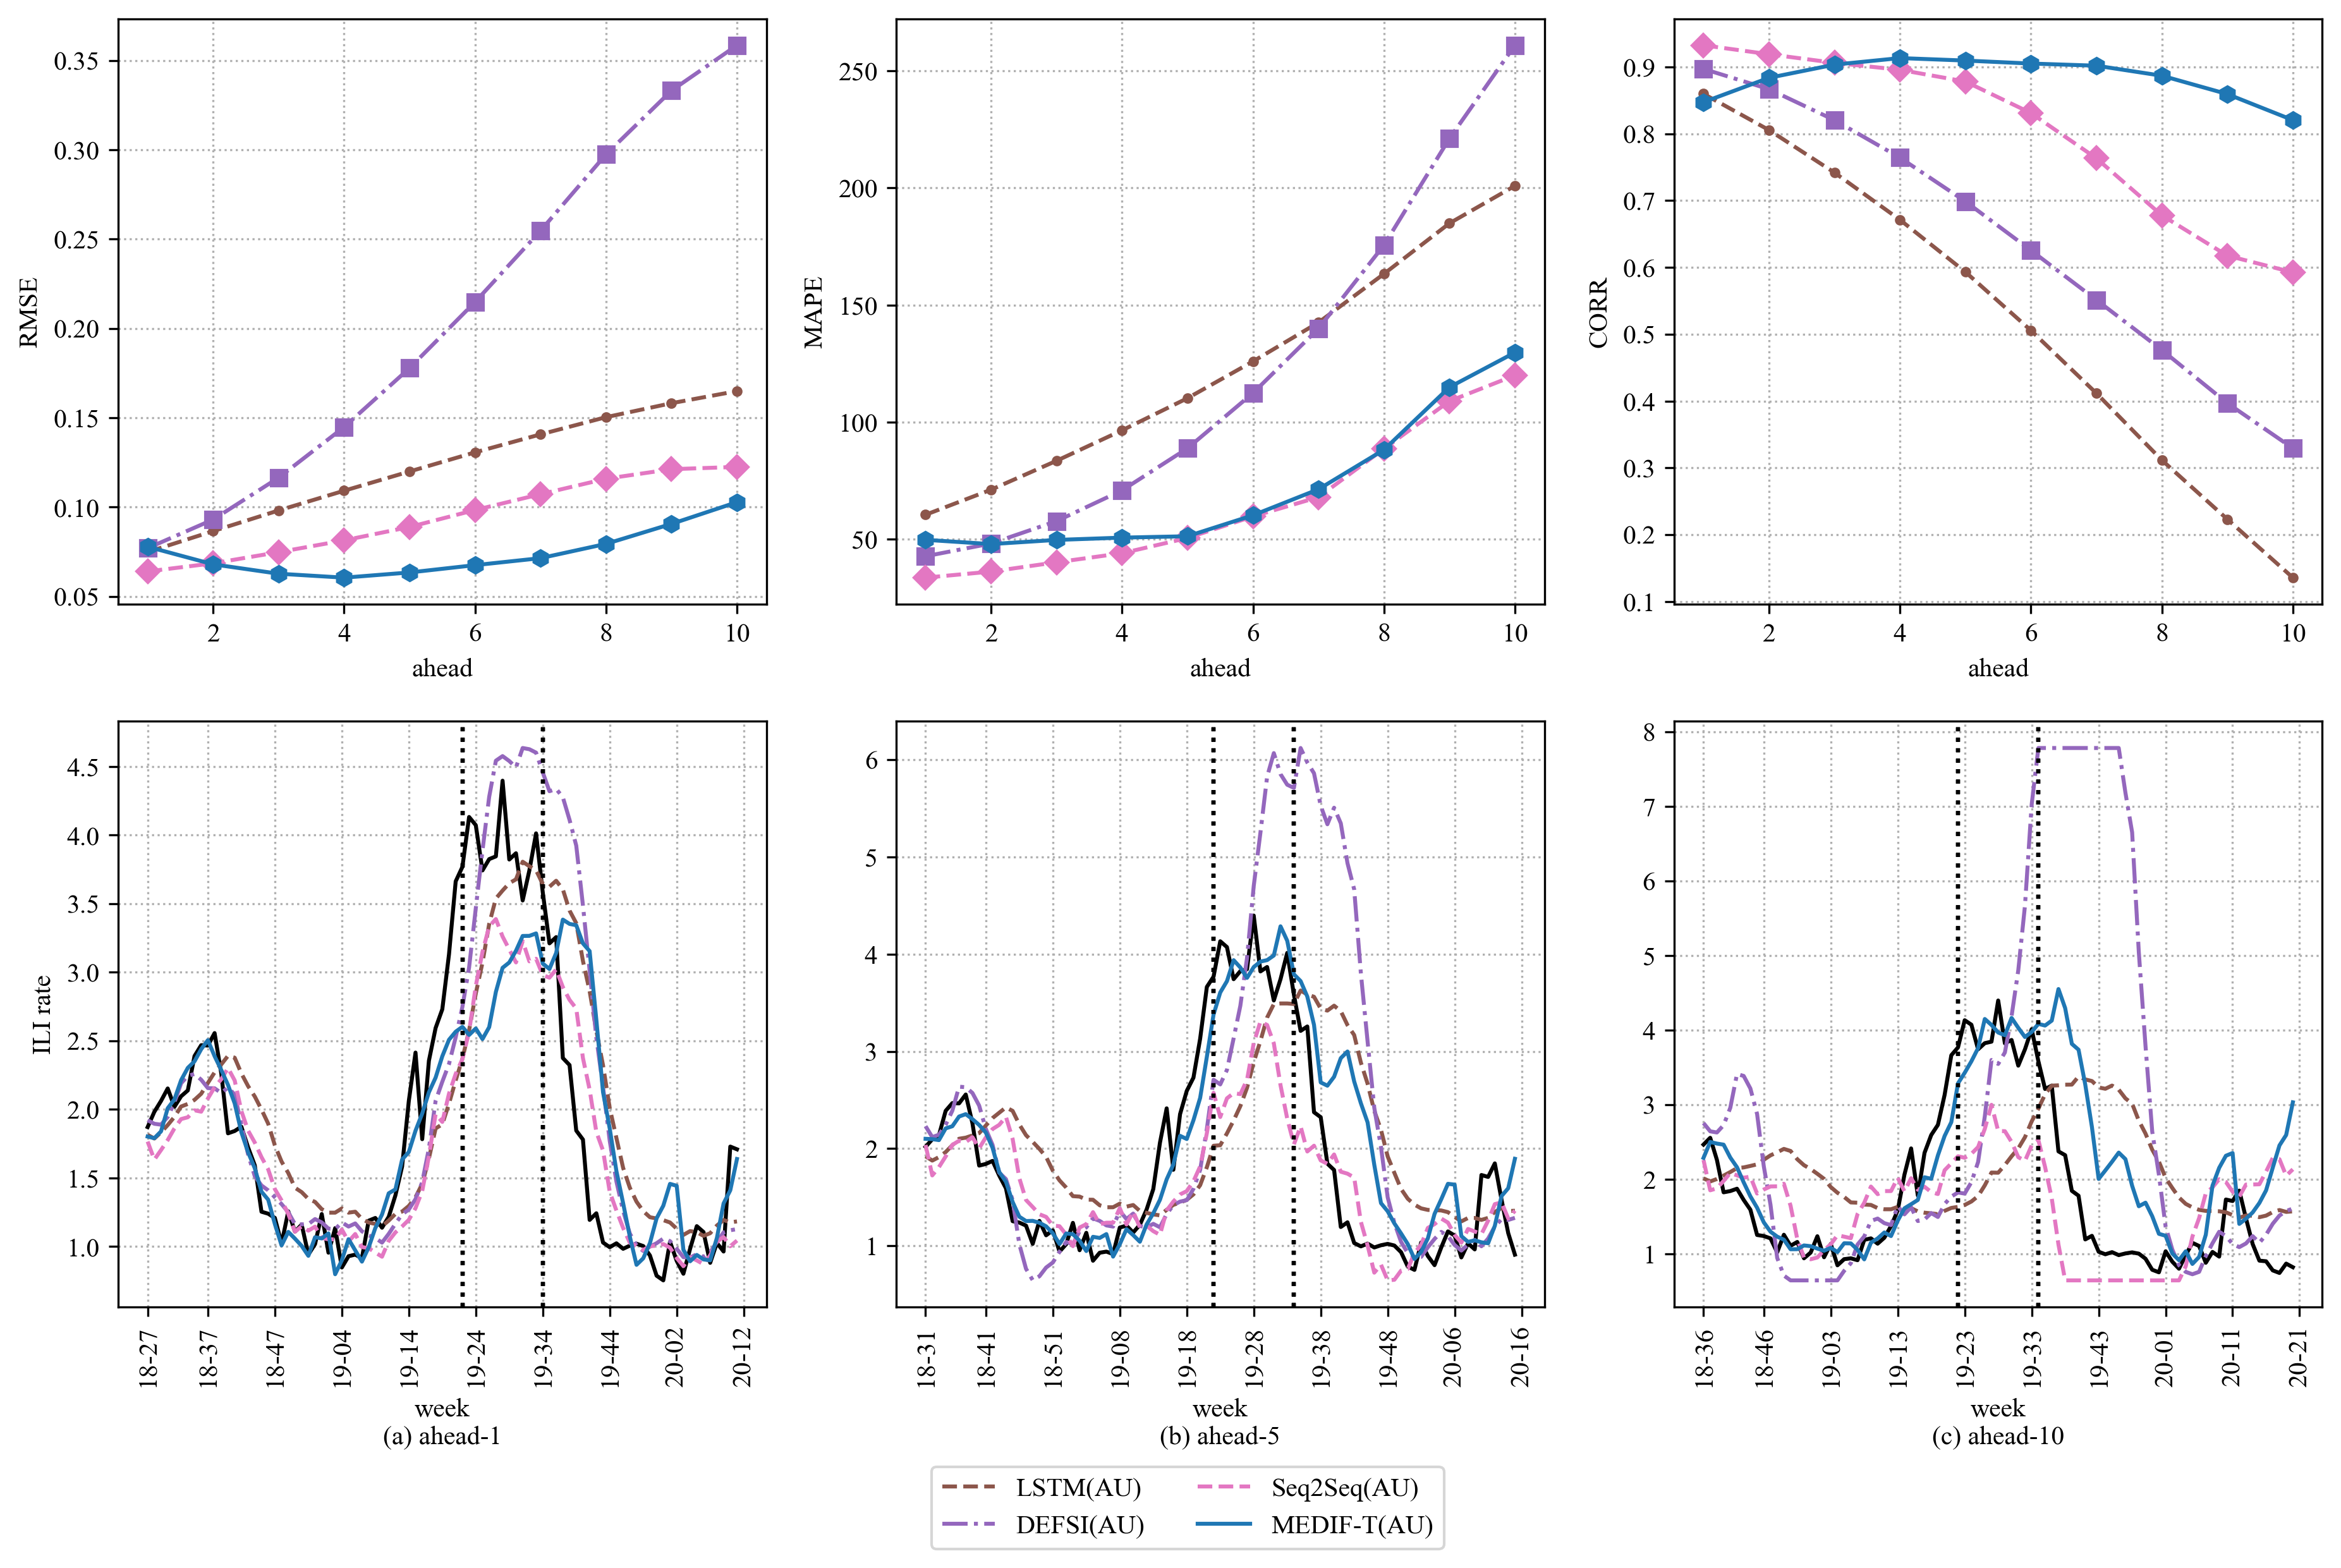 RMSE
0.35
0.30
0.25
0.20
0.15
0.10
0.05
2 4 6 8 10
ahead
MAPE
250
200
150
100
50
2 4 6 8 10
ahead
CORR
0.9
0.8
0.7
0.6
0.5
0.4
0.3
0.2
0.1
2 4 6 8 10
ahead
ILI rate
4.5
4.0
3.5
3.0
2.5
2.0
1.5
1.0
18-27 18-37 18-47 19-04 19-14 19-24 19-34 19-44 20-02 20-12
week
(a) ahead-1
6
5
4
3
2
1
18-31 18-41 18-51 19-08 19-18 19-28 19-38 19-48 20-06 20-16
week
(b) ahead-5
8
7
6
5
4
3
2
1
18-36 18-46 19-03 19-13 19-23 19-33 19-43 20-01 20-11 20-21
week
(c) ahead-10
LSTM(AU) Seq2Seq(AU)
DEFSI(AU) MEDIF-T(AU)